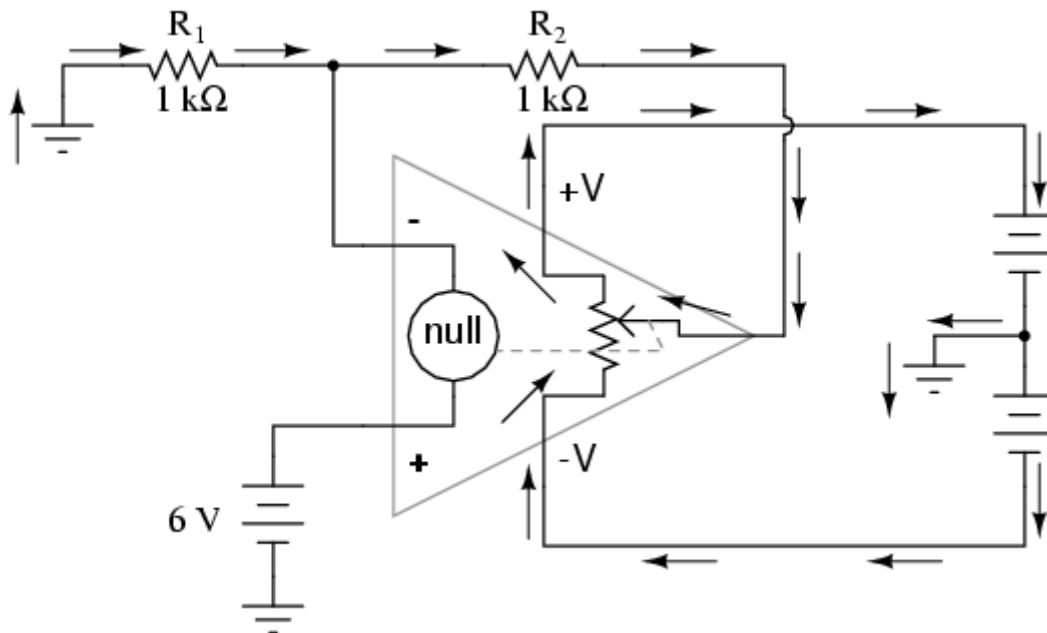 R1 R2
1 kΩ 1 kΩ
+V
-
null
-V
+
6 V